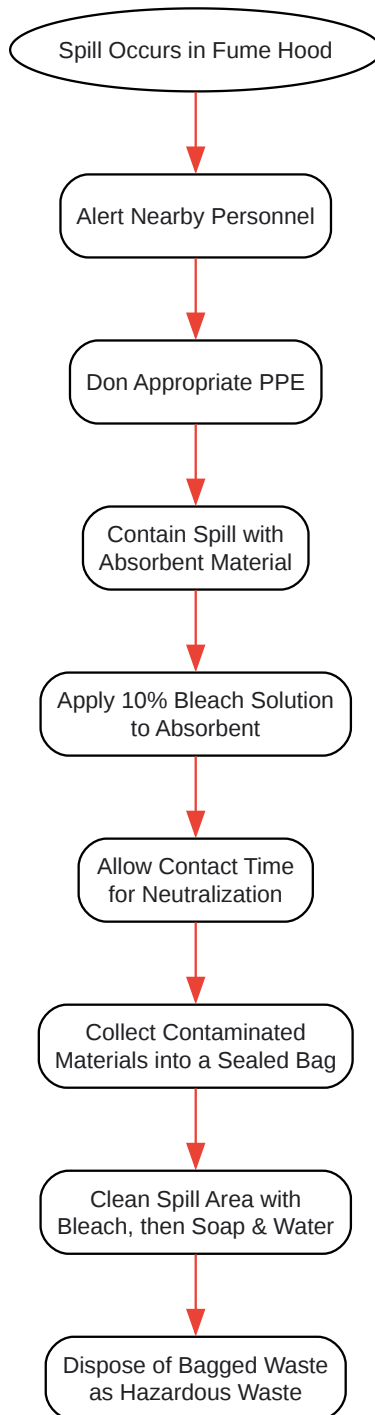 Spill Occurs in Fume Hood
Alert Nearby Personnel
Don Appropriate PPE
Contain Spill with
Absorbent Material
Apply 10% Bleach Solution
to Absorbent
Allow Contact Time
for Neutralization
Collect Contaminated
Materials into a Sealed Bag
Clean Spill Area with
Bleach, then Soap & Water
Dispose of Bagged Waste
as Hazardous Waste